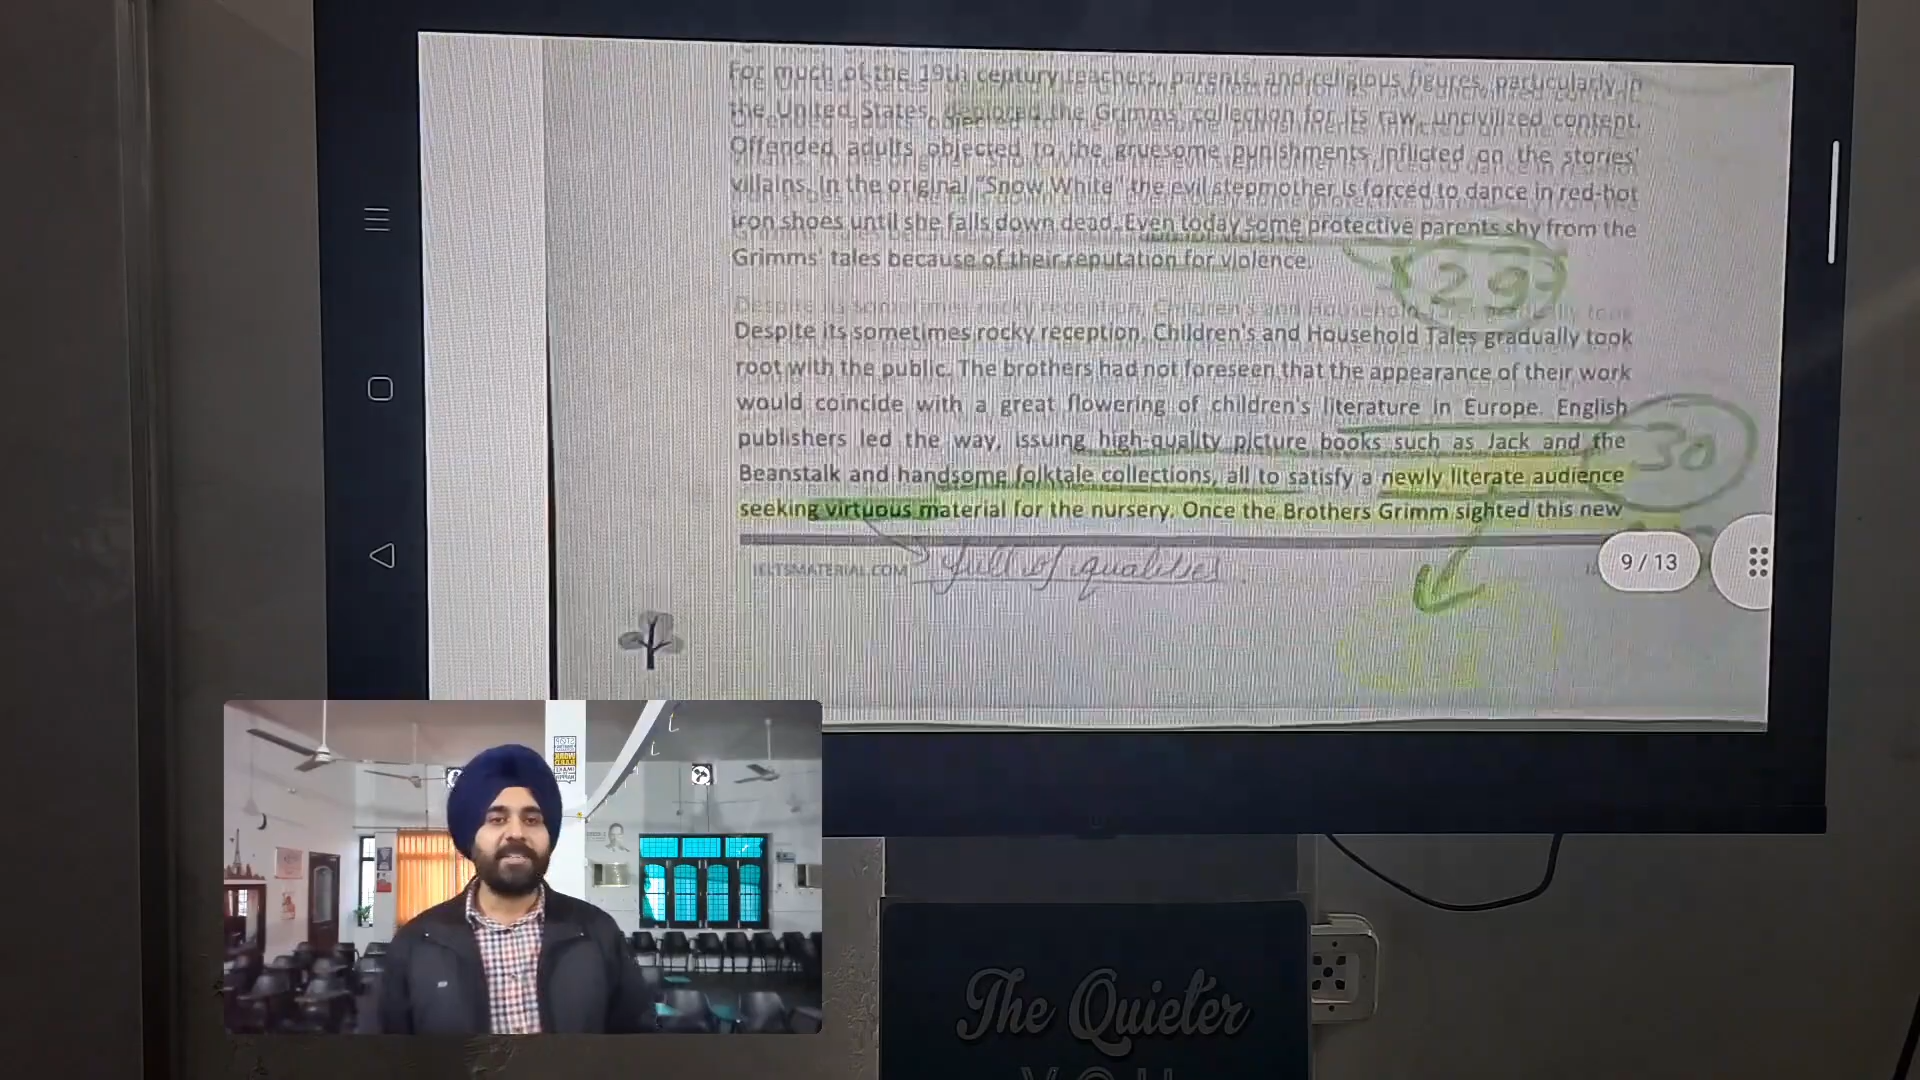 For much of the 19th century teachers, parents, and religious figures, particularly in
the United States, deplored the Grimms' collection for its raw, uncivilized content.
Offended adults objected to the gruesome punishments inflicted on the stories'
villains. In the original "Snow White" the evil stepmother is forced to dance in red-hot
iron shoes until she falls down dead. Even today some protective parents shy from the
Grimms' tales because of their reputation for violence.
29
Despite its sometimes rocky reception, Children's and Household Tales gradually took
root with the public. The brothers had not foreseen that the appearance of their work
would coincide with a great flowering of children's literature in Europe. English
publishers led the way, issuing high-quality picture books such as Jack and the
30
Beanstalk and handsome folktale collections, all to satisfy a newly literate audience
seeking virtuous material for the nursery. Once the Brothers Grimm sighted this new
IELTSMATERIAL.COM
full of qualities
9 / 13
The Quieter
YOU